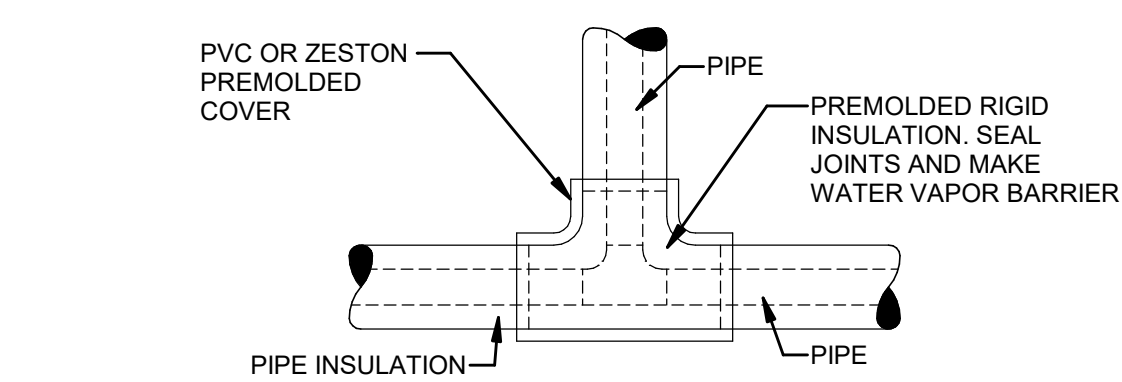 PVC OR ZESTON
PREMOLDED
COVER
PIPE
PREMOLDED RIGID
INSULATION. SEAL
JOINTS AND MAKE
WATER VAPOR BARRIER
PIPE INSULATION
PIPE